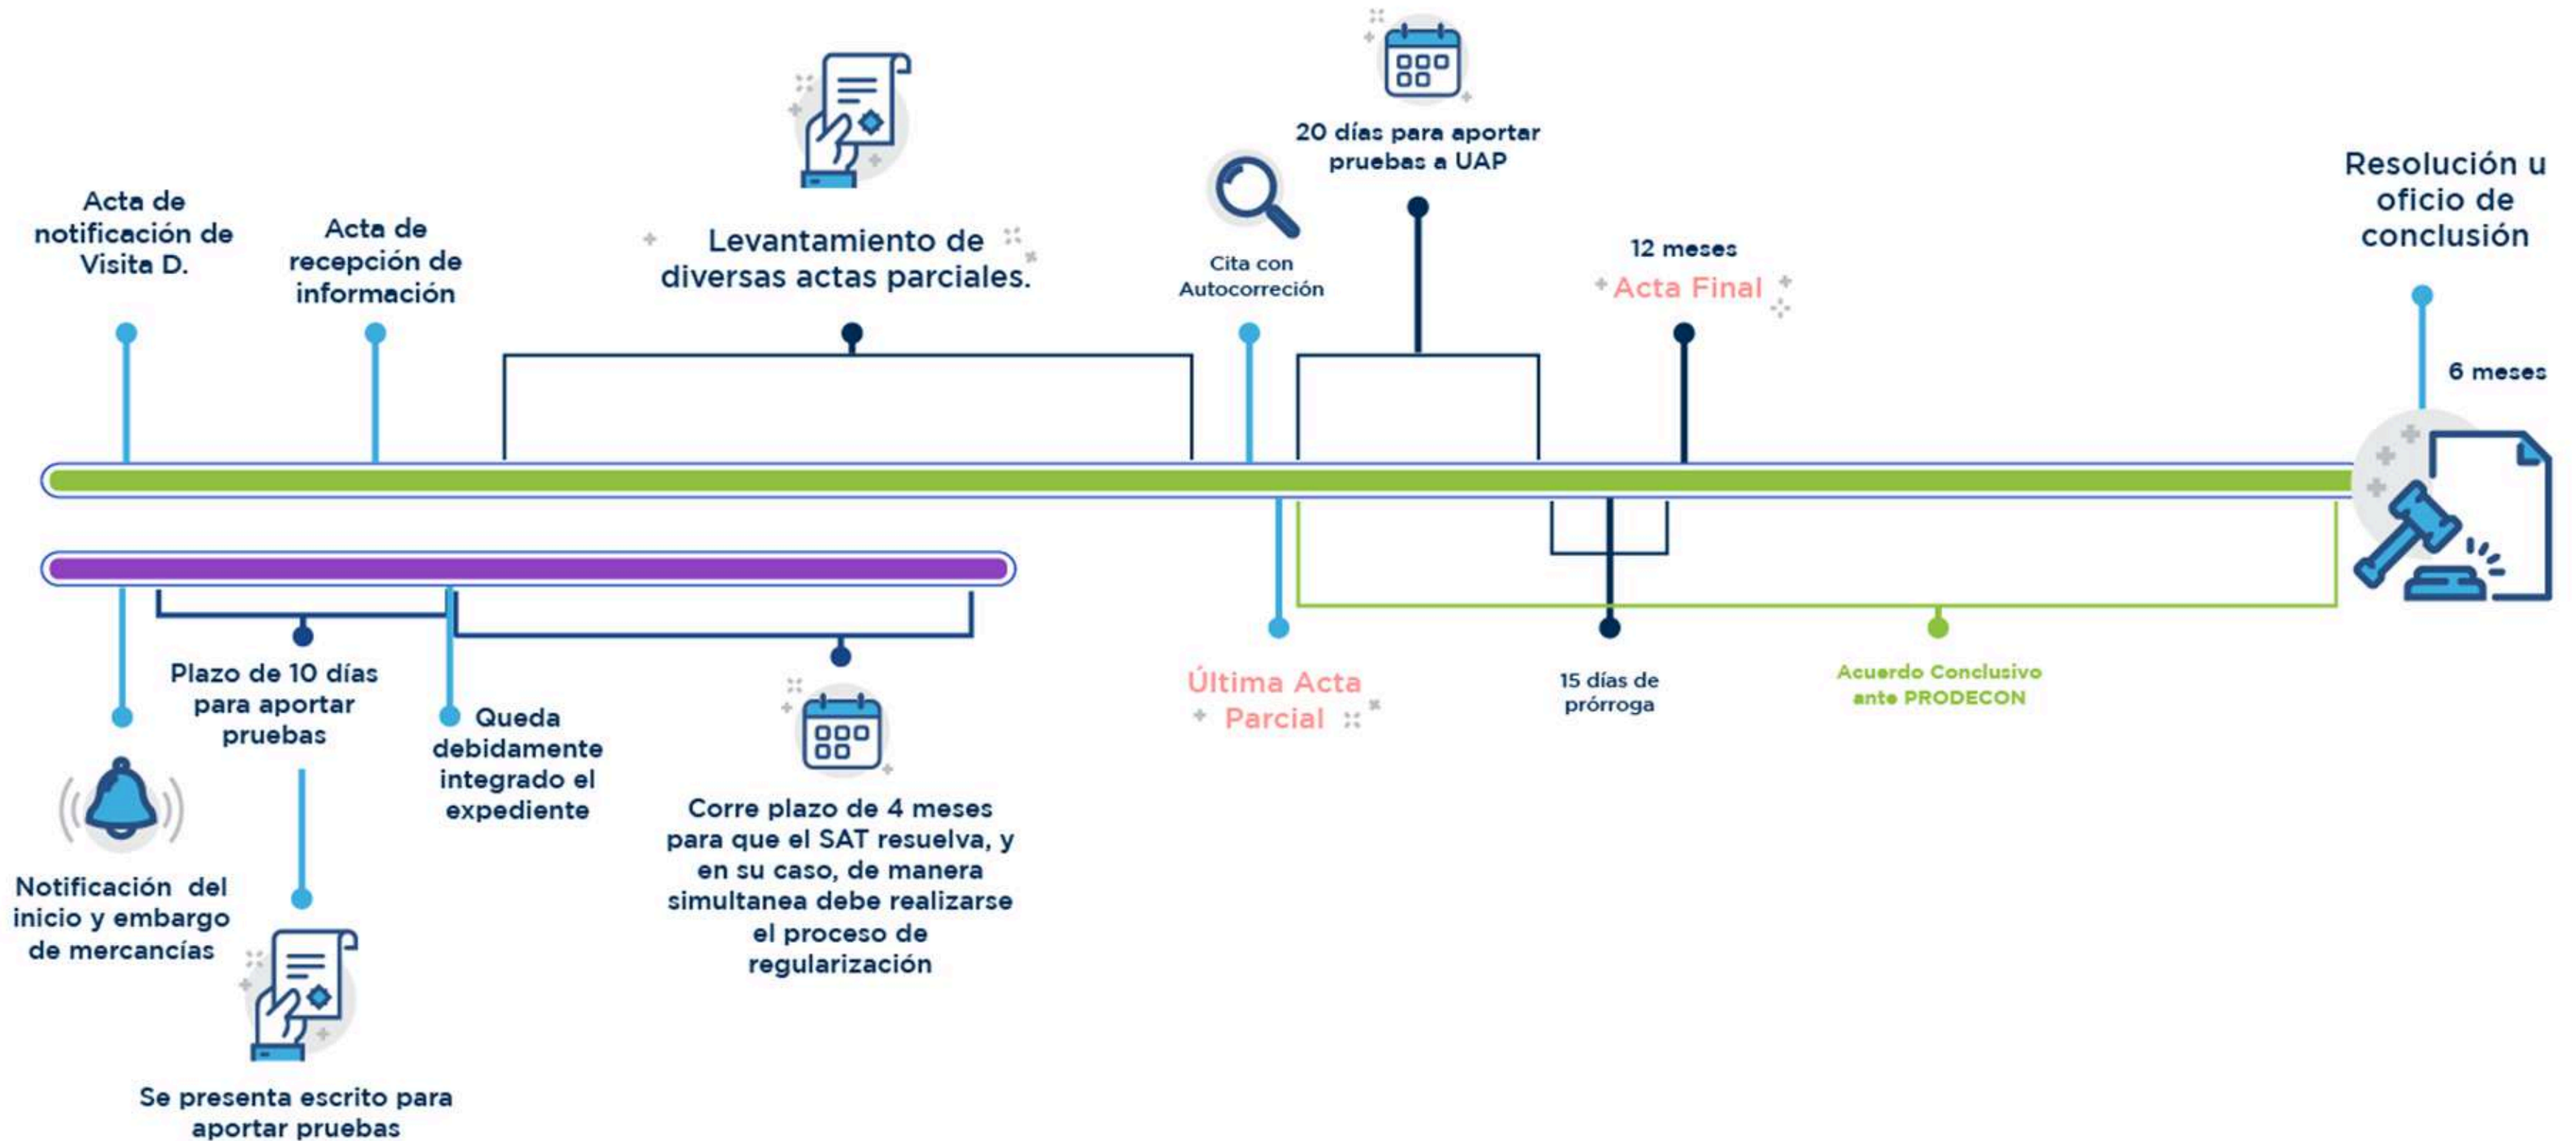 Acta de
notificación de
Visita D.
Acta de
recepción de
información
Levantamiento de
diversas actas parciales.
Cita con
Autocorreción
20 días para aportar
pruebas a UAP
12 meses
Acta Final
Resolución u
oficio de
conclusión
6 meses
Notificación del
inicio y embargo
de mercancías
Plazo de 10 días
para aportar
pruebas
Se presenta escrito para
aportar pruebas
Queda
debidamente
integrado el
expediente
Corre plazo de 4 meses
para que el SAT resuelva, y
en su caso, de manera
simultanea debe realizarse
el proceso de
regularización
Última Acta
Parcial
15 días de
prórroga
Acuerdo Conclusivo
ante PRODECON